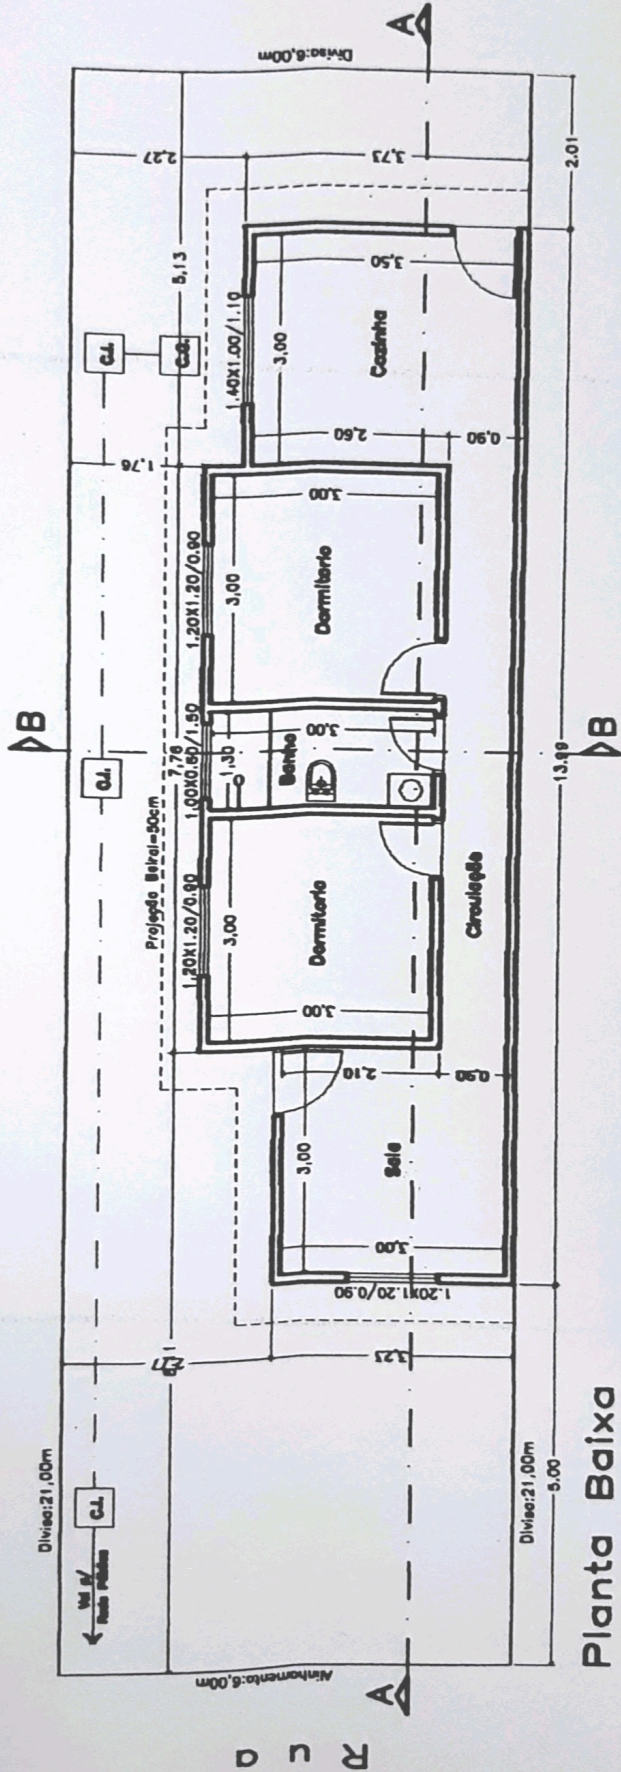 Rua
Planta Baixa
Alinhamento:6,00m
Divisa:21,00m
Vai p/
Rede Pública
C.I.
A
2,77
3,23
5.00
Divisa:21,00m
1.20X1.20/0.90
3,00
3,00
Sala
2,10
0,90
Projeção Beiral=50cm
1.20X1.20/0.90
3,00
3,00
Dormitorio
C.I.
B
7,76
1.00X0.60/1.50
1,30
Banho
3,00
Circulação
13.99
B
1.20X1.20/0.90
3,00
3,00
Dormitorio
1,76
C.I.
C.G.
5,13
1.40X1.00/1.10
3,00
2,60
0,90
3,50
Cozinha
2,27
3,73
2.01
Divisa:6,00m
A